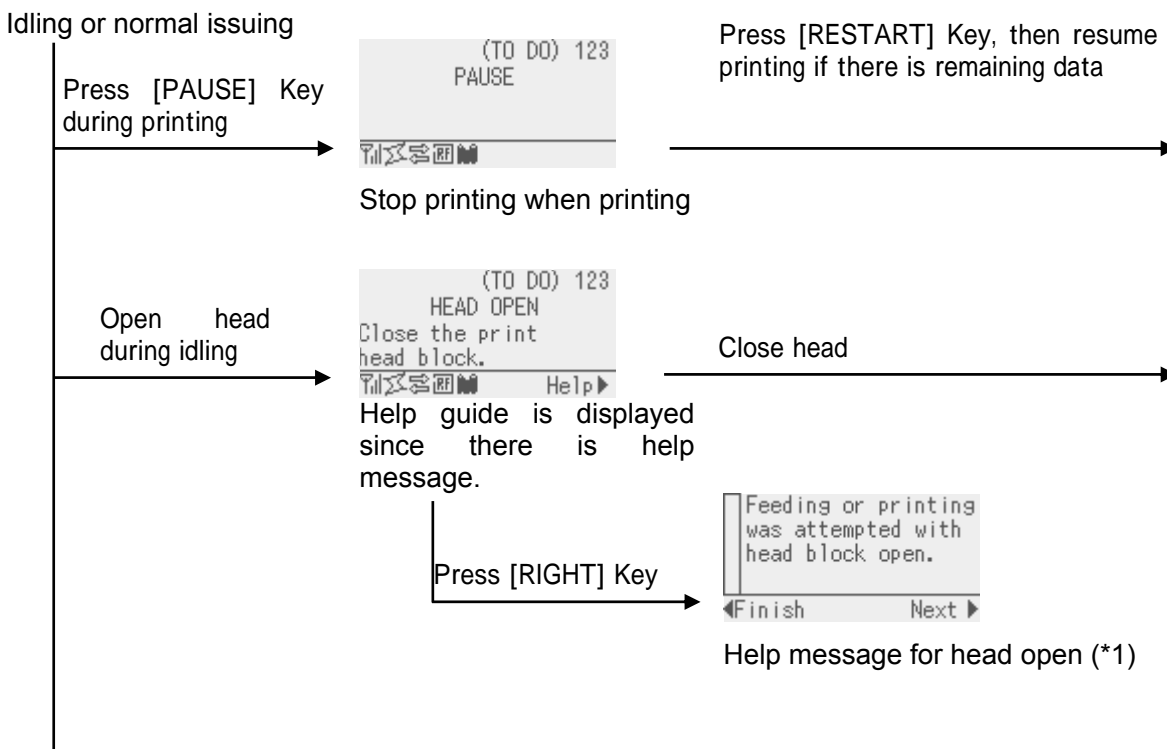 Idling or normal issuing
Press [PAUSE] Key
during printing
(TO DO) 123
PAUSE
RF
Stop printing when printing
Press [RESTART] Key, then resume
printing if there is remaining data
Open head
during idling
(TO DO) 123
HEAD OPEN
Close the print
head block.
RF Help
Help guide is displayed
since there is help
message.
Close head
Press [RIGHT] Key
Feeding or printing
was attempted with
head block open.
Finish Next
Help message for head open (*1)